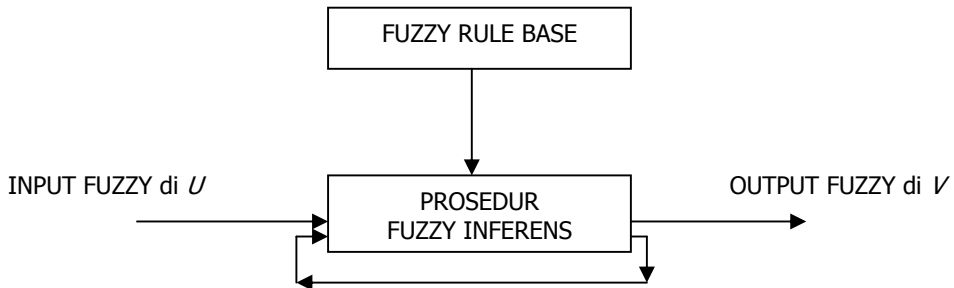 FUZZY RULE BASE
INPUT FUZZY di U
PROSEDUR
FUZZY INFERENS
OUTPUT FUZZY di V